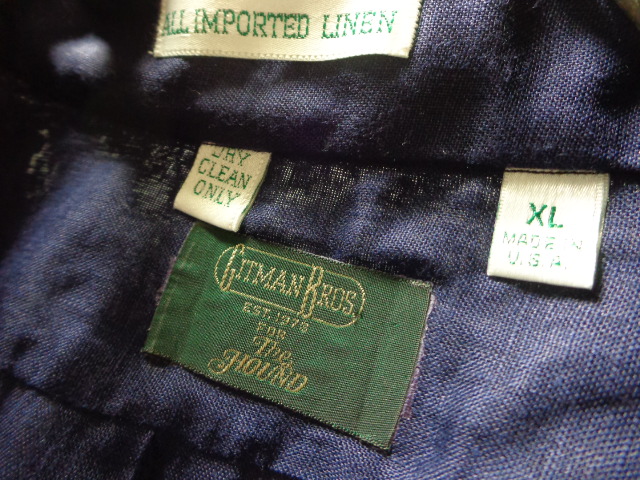 ALL IMPORTED LINEN
DRY
CLEAN
ONLY
XL
MADE IN
U.S.A.
GITMAN BROS.
EST. 1978
FOR
The
HOUND